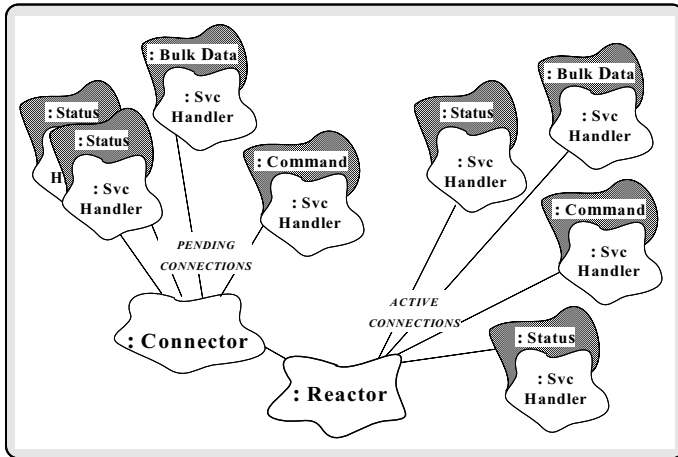 : Bulk Data
: Svc
Handler
: Status
: Status
H
: Svc
Handler
: Command
: Svc
Handler
PENDING
CONNECTIONS
: Connector
: Status
: Svc
Handler
: Bulk Data
: Svc
Handler
: Command
: Svc
Handler
ACTIVE
CONNECTIONS
: Status
: Svc
Handler
: Reactor